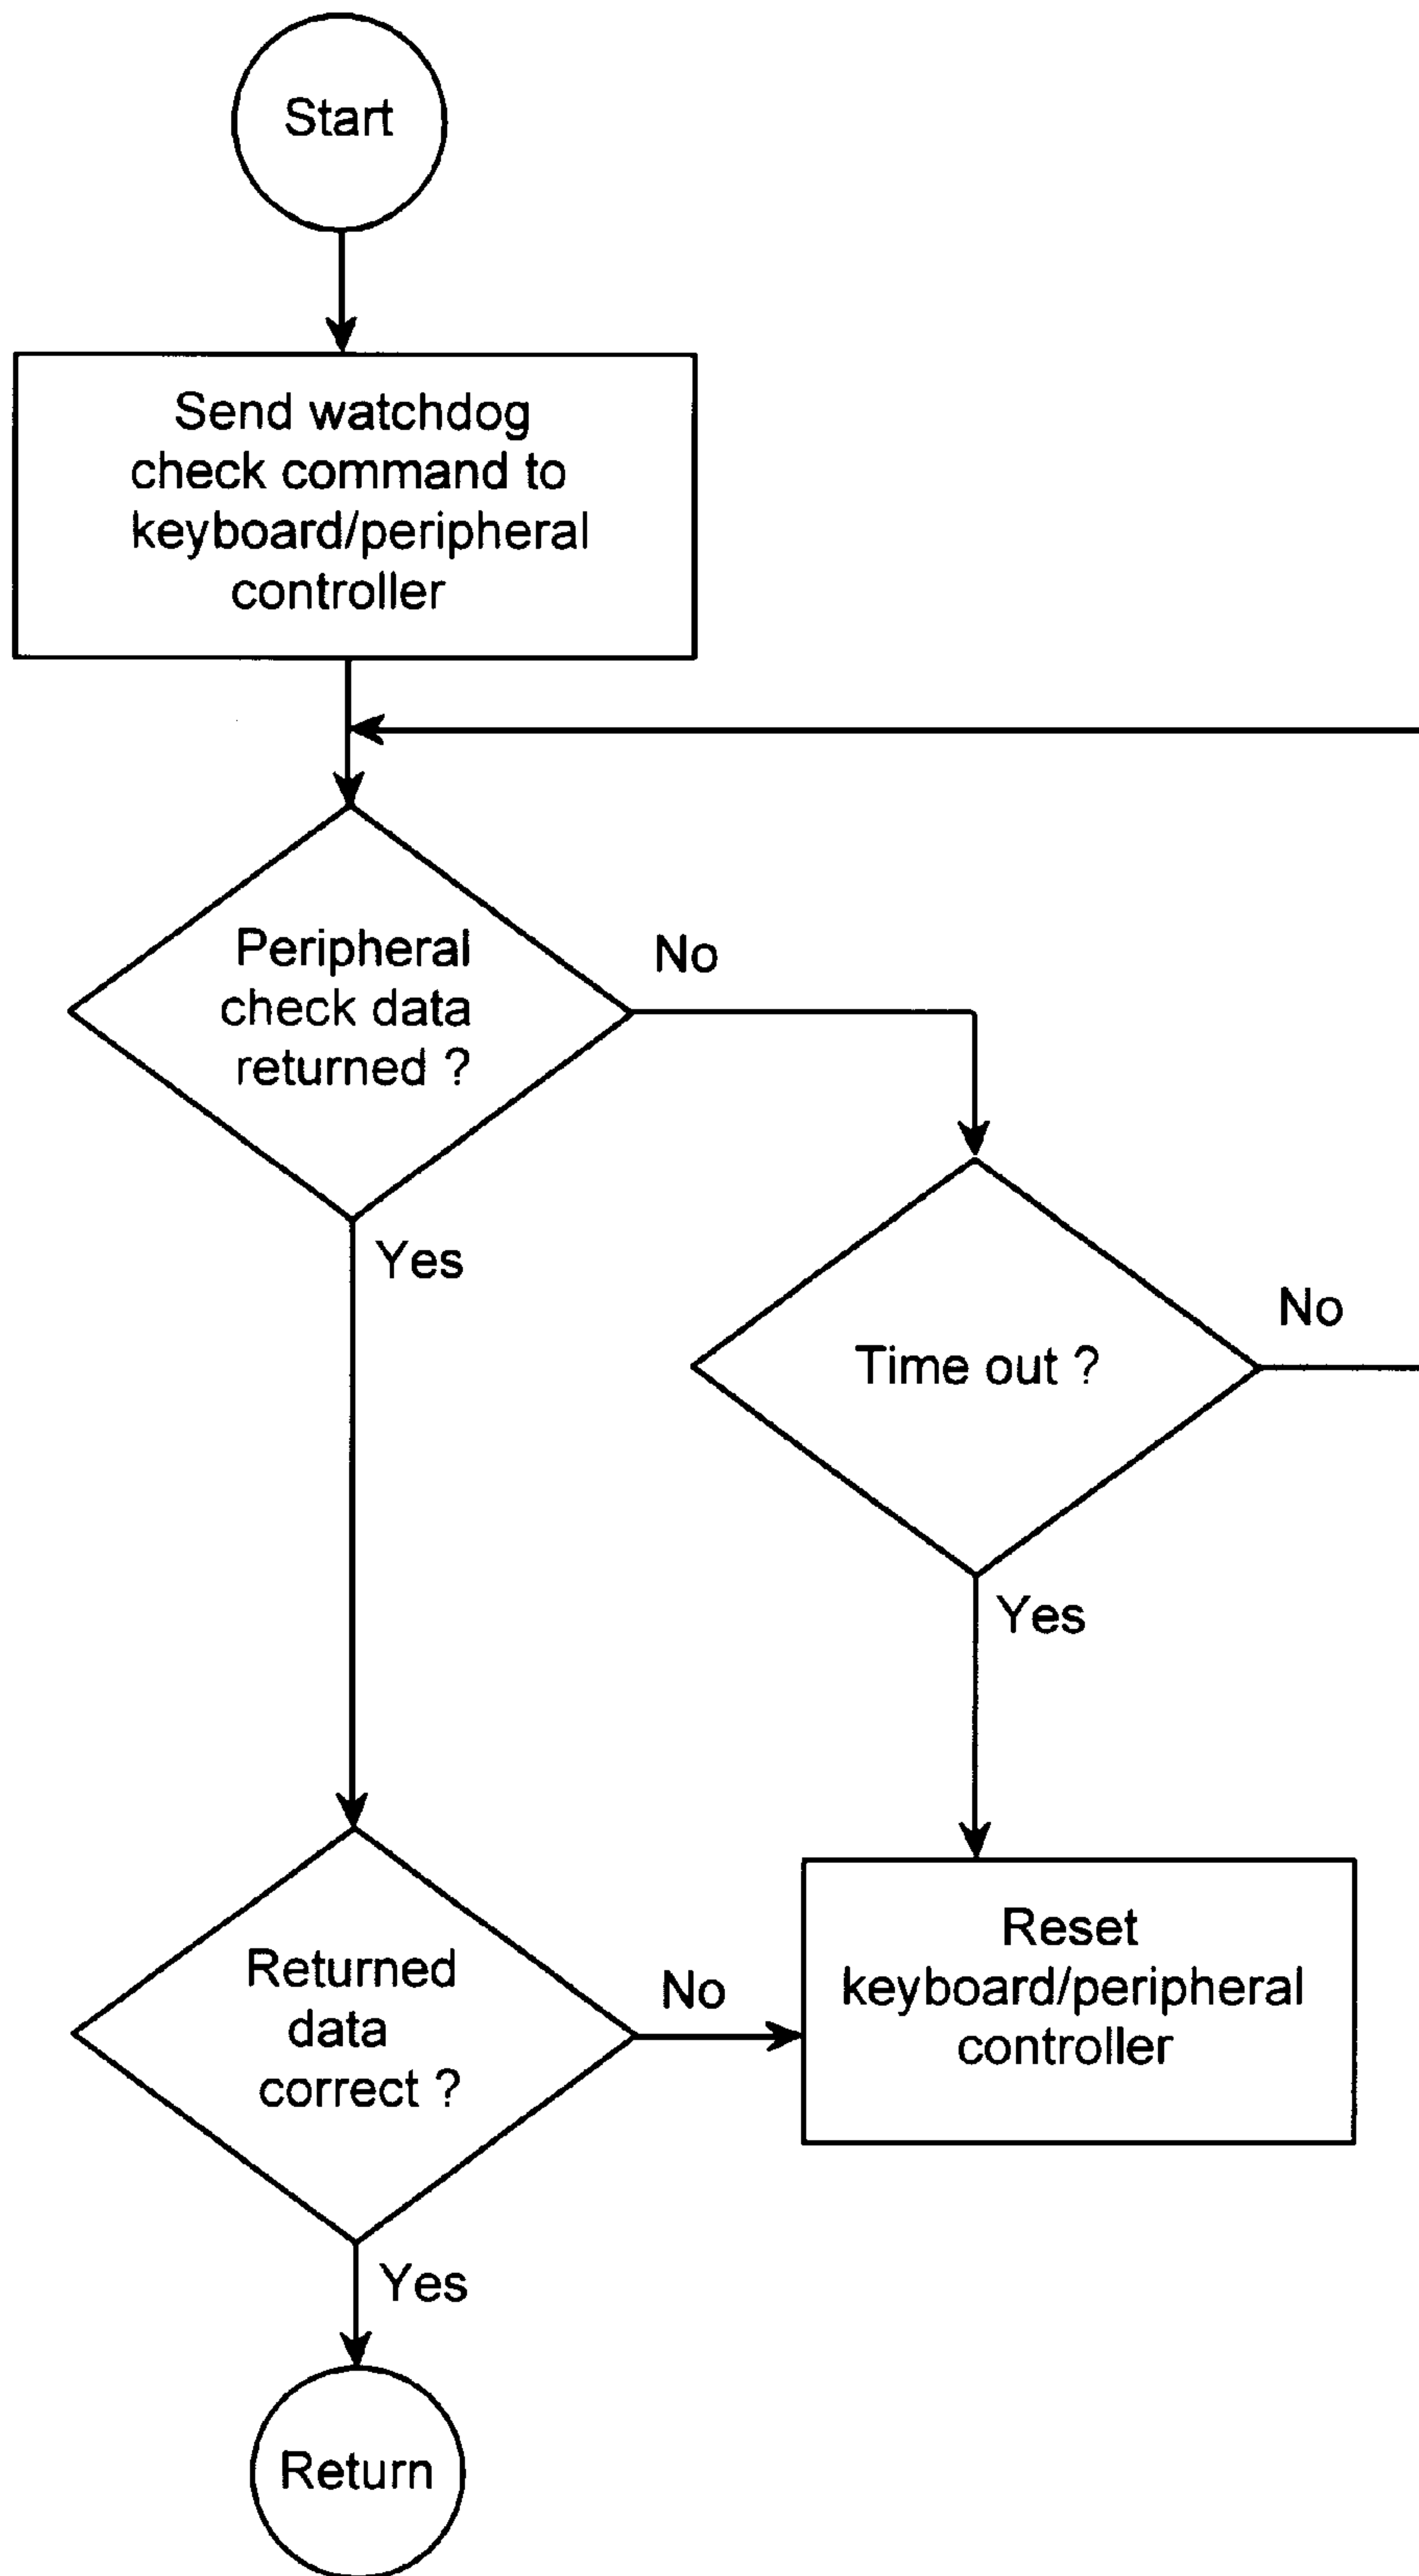 Start
Send watchdog
check command to
keyboard/peripheral
controller
Peripheral
check data
returned ?
No
Yes
Time out ?
No
Yes
Returned
data
correct ?
No
Reset
keyboard/peripheral
controller
Yes
Return